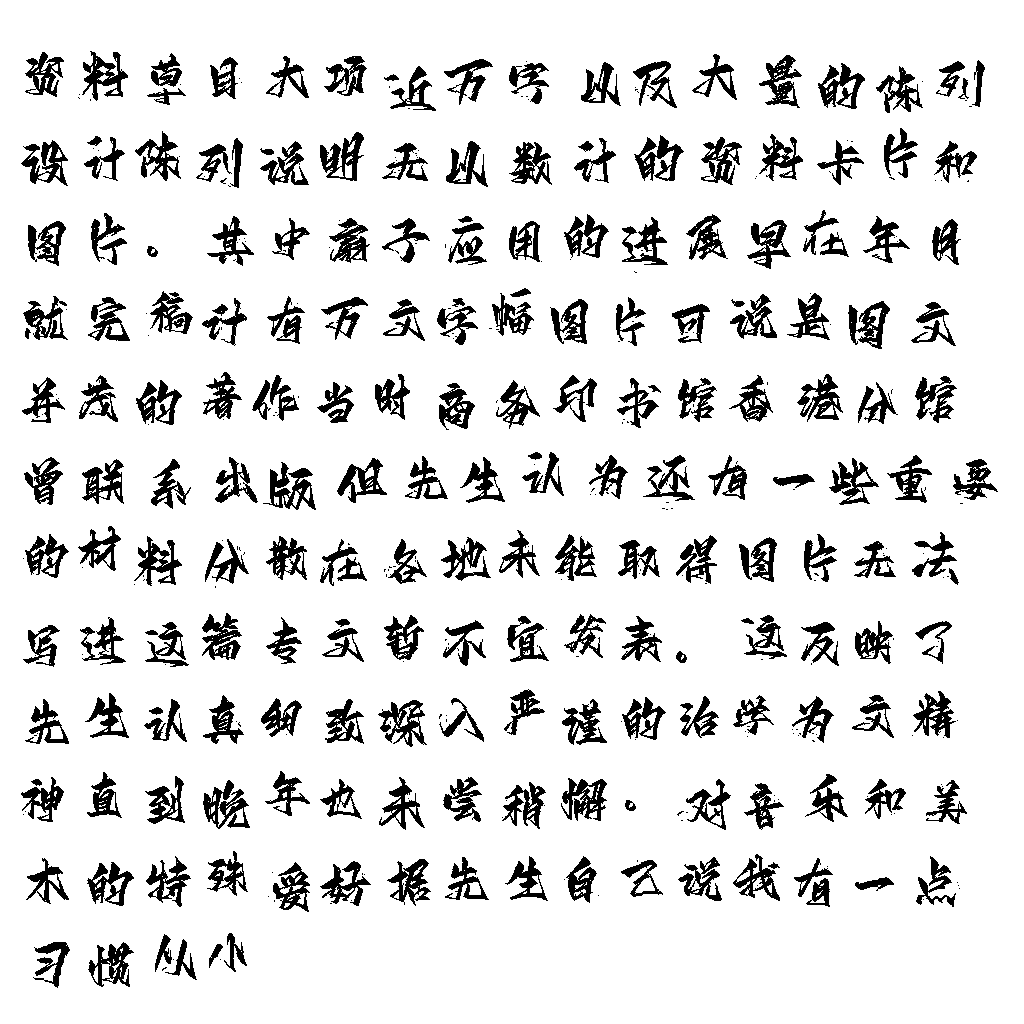 资料草目大项近万字以及大量的陈列
设计陈列说明无以数计的资料卡片和
图片。其中扇子应用的进展早在年月
就完稿计有万文字幅图片可说是图文
并茂的著作当时商务印书馆香港分馆
曾联系出版但先生认为还有一些重要
的材料分散在各地未能取得图片无法
写进这篇专文暂不宜发表。这反映了
先生认真细致深入严谨的治学为文精
神直到晚年也未尝稍懈。对音乐和美
术的特殊爱好据先生自己说我有一点
习惯从小